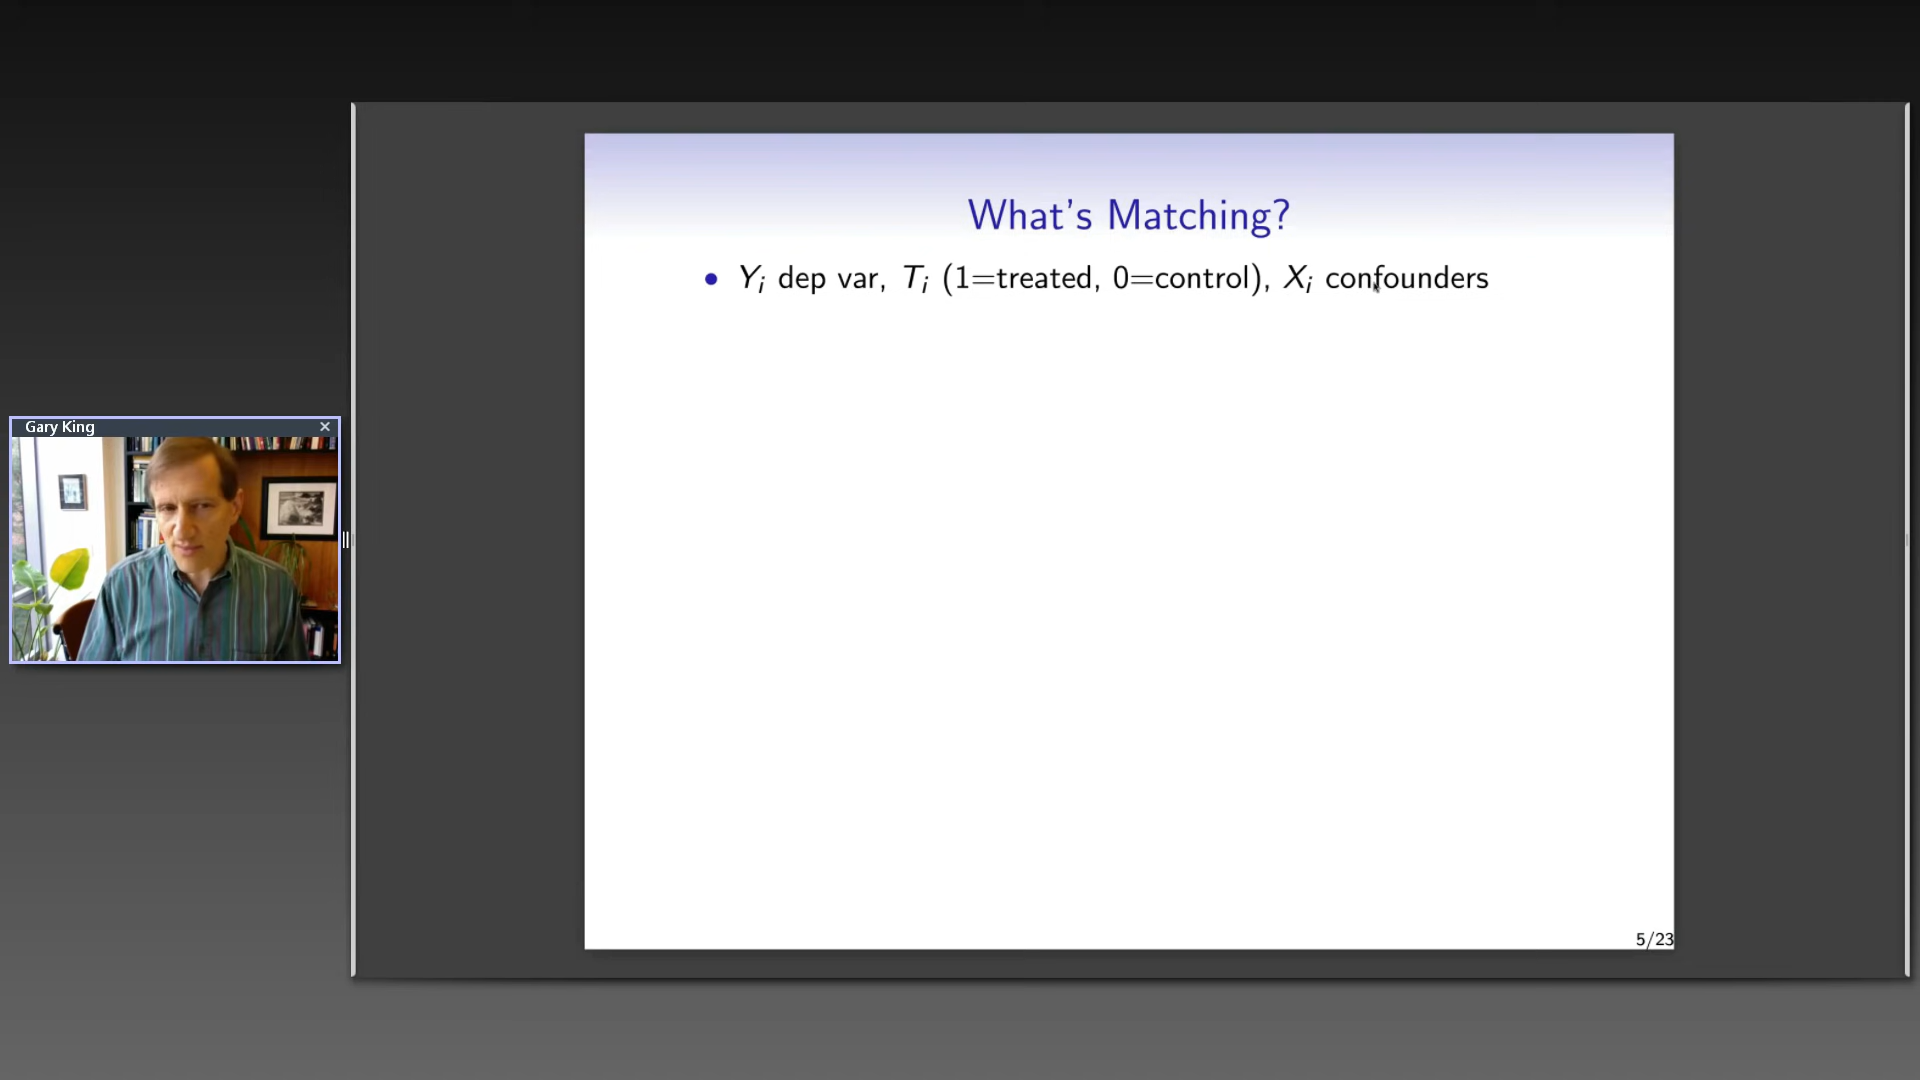 What's Matching?
• Yᵢ dep var, Tᵢ (1=treated, 0=control), Xᵢ confounders
Gary King
5/23